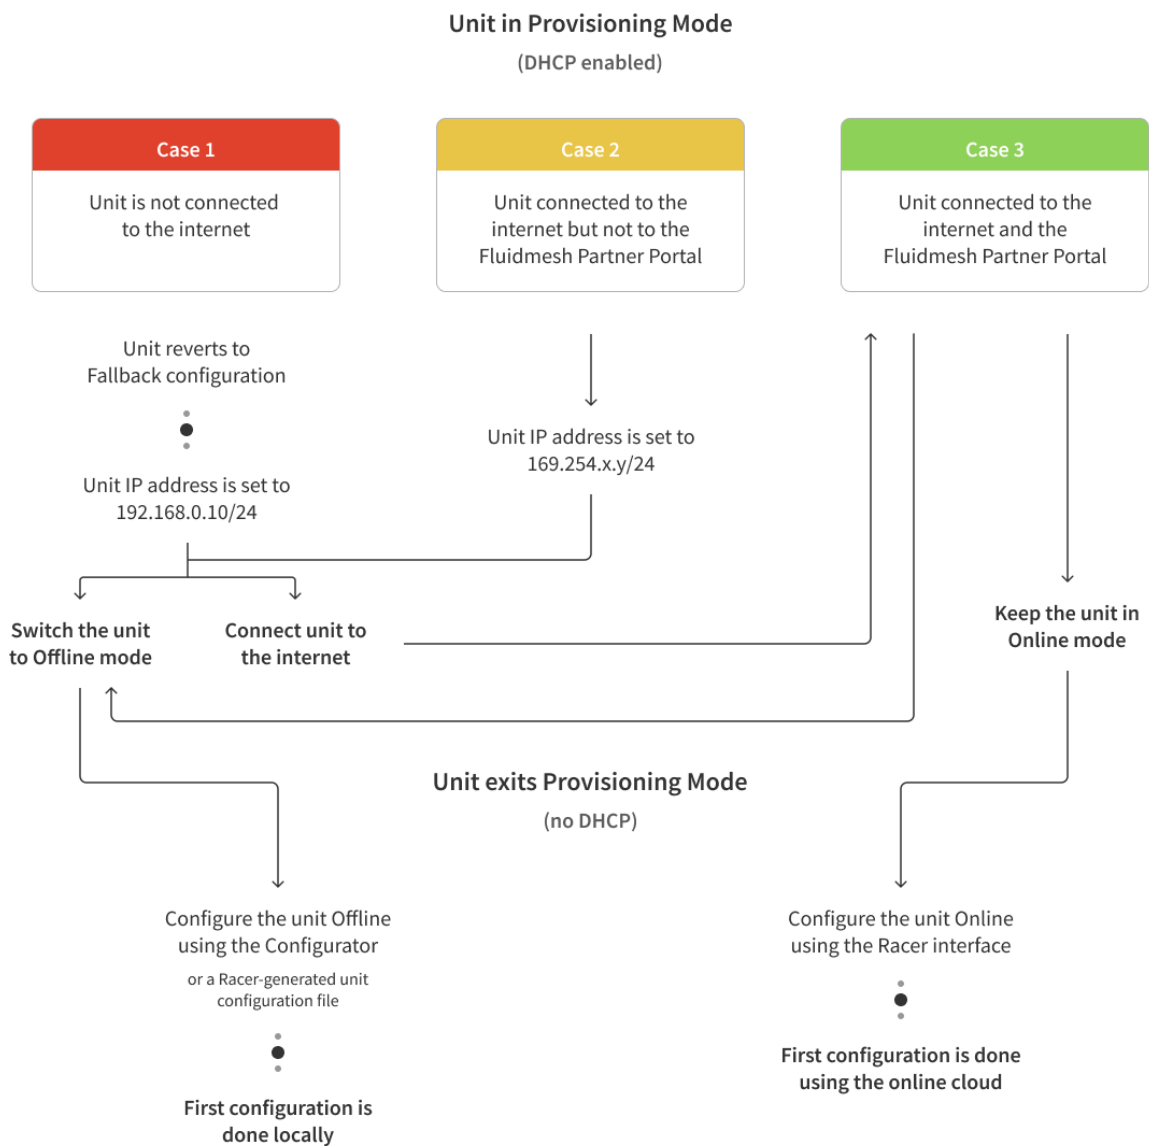 Unit in Provisioning Mode
(DHCP enabled)
Case 1
Unit is not connected
to the internet
Case 2
Unit connected to the
internet but not to the
Fluidmesh Partner Portal
Case 3
Unit connected to the
internet and the
Fluidmesh Partner Portal
Unit reverts to
Fallback configuration
Unit IP address is set to
192.168.0.10/24
Unit IP address is set to
169.254.x.y/24
Switch the unit
to Offline mode
Connect unit to
the internet
Keep the unit in
Online mode
Unit exits Provisioning Mode
(no DHCP)
Configure the unit Offline
using the Configurator
or a Racer-generated unit
configuration file
First configuration is
done locally
Configure the unit Online
using the Racer interface
First configuration is done
using the online cloud